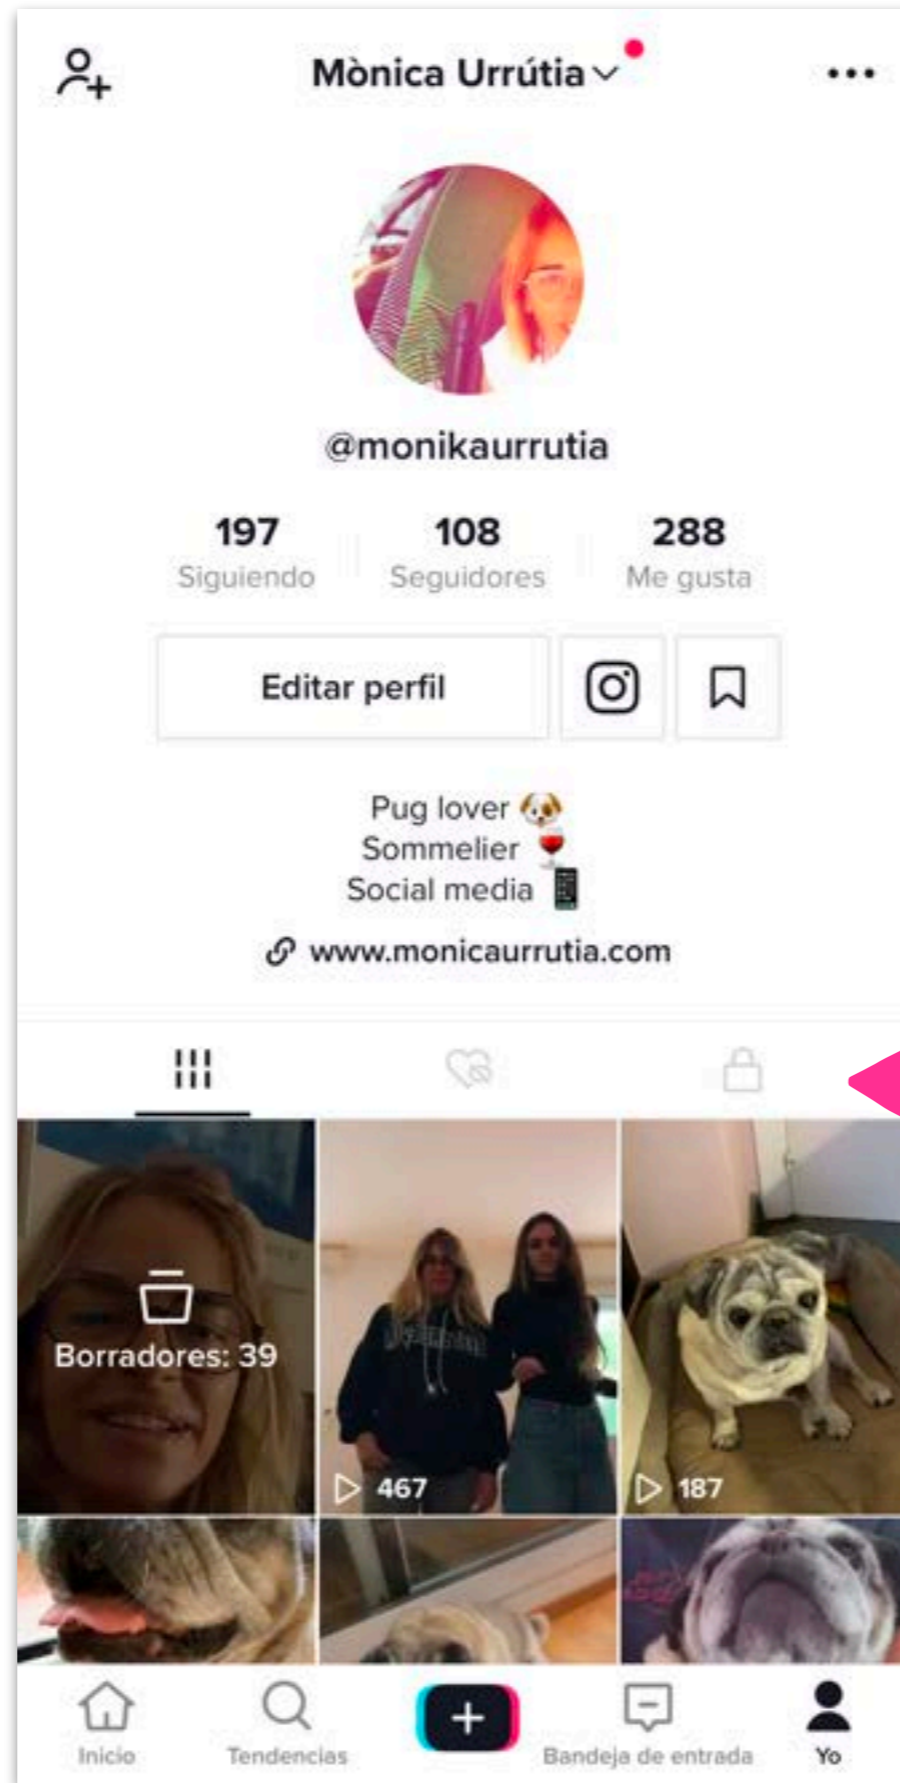 Mònica Urrútia
@monikaurrutia
197 108 288
Siguiendo Seguidores Me gusta
Editar perfil
Pug lover
Sommelier
Social media
www.monicaurrutia.com
Borradores: 39
467
187
Inicio Tendencias Bandeja de entrada Yo